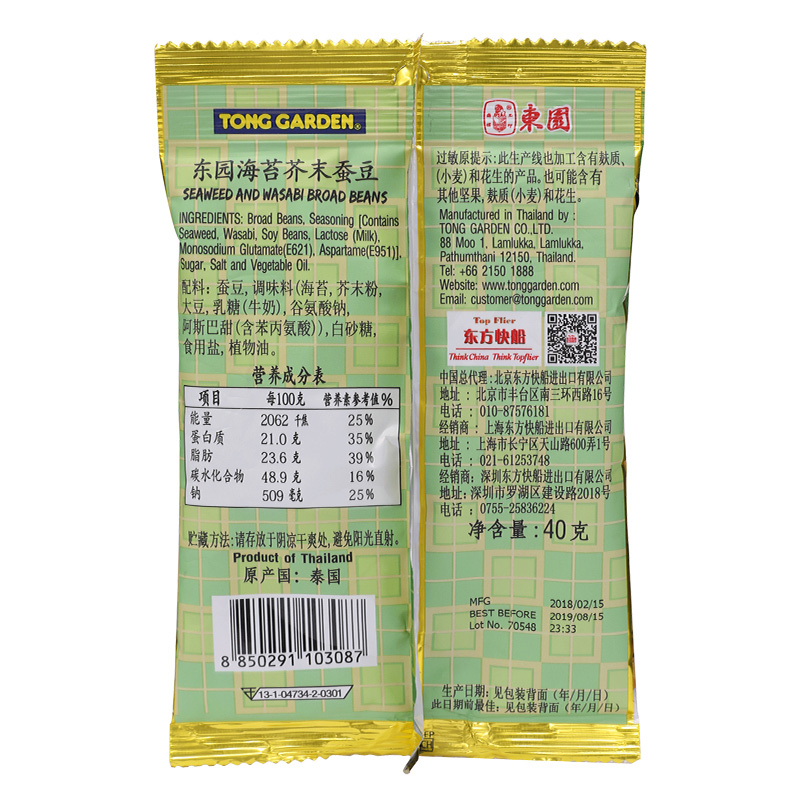 TONG GARDEN®
东园海苔芥末蚕豆
SEAWEED AND WASABI BROAD BEANS
INGREDIENTS: Broad Beans, Seasoning [Contains
Seaweed, Wasabi, Soy Beans, Lactose (Milk),
Monosodium Glutamate(E621), Aspartame(E951)],
Sugar, Salt and Vegetable Oil.
配料: 蚕豆, 调味料(海苔, 芥末粉,
大豆, 乳糖(牛奶), 谷氨酸钠,
阿斯巴甜(含苯丙氨酸)), 白砂糖,
食用盐, 植物油。
营养成分表
项目 每100克 营养素参考值%
能量 2062 千焦 25%
蛋白质 21.0 克 35%
脂肪 23.6 克 39%
碳水化合物 48.9 克 16%
钠 509 毫克 25%
贮藏方法: 请存放于阴凉干爽处, 避免阳光直射。
Product of Thailand
原产国: 泰国
8 850291 103087
13-1-04734-2-0301
東園
过敏原提示: 此生产线也加工含有麸质、
(小麦)和花生的产品。也可能含有
其他坚果, 麸质(小麦)和花生。
Manufactured in Thailand by :
TONG GARDEN CO.,LTD.
88 Moo 1, Lamlukka, Lamlukka,
Pathumthani 12150, Thailand.
Tel: +66 2150 1888
Website: www.tonggarden.com
Email: customer@tonggarden.com
Top Flier
东方快船
Think China Think Topflier
中国总代理: 北京东方快船进出口有限公司
地址 : 北京市丰台区南三环西路16号
电话 : 010-87576181
经销商 : 上海东方快船进出口有限公司
地址 : 上海市长宁区天山路600弄1号
电话 : 021-61253748
经销商: 深圳东方快船进出口有限公司
地址: 深圳市罗湖区建设路2018号
电话 : 0755-25836224
净含量: 40克
MFG 2018/02/15
BEST BEFORE 2019/08/15
Lot No. 70548 23:33
生产日期: 见包装背面 (年/月/日)
此日期前最佳: 见包装背面 (年/月/日)